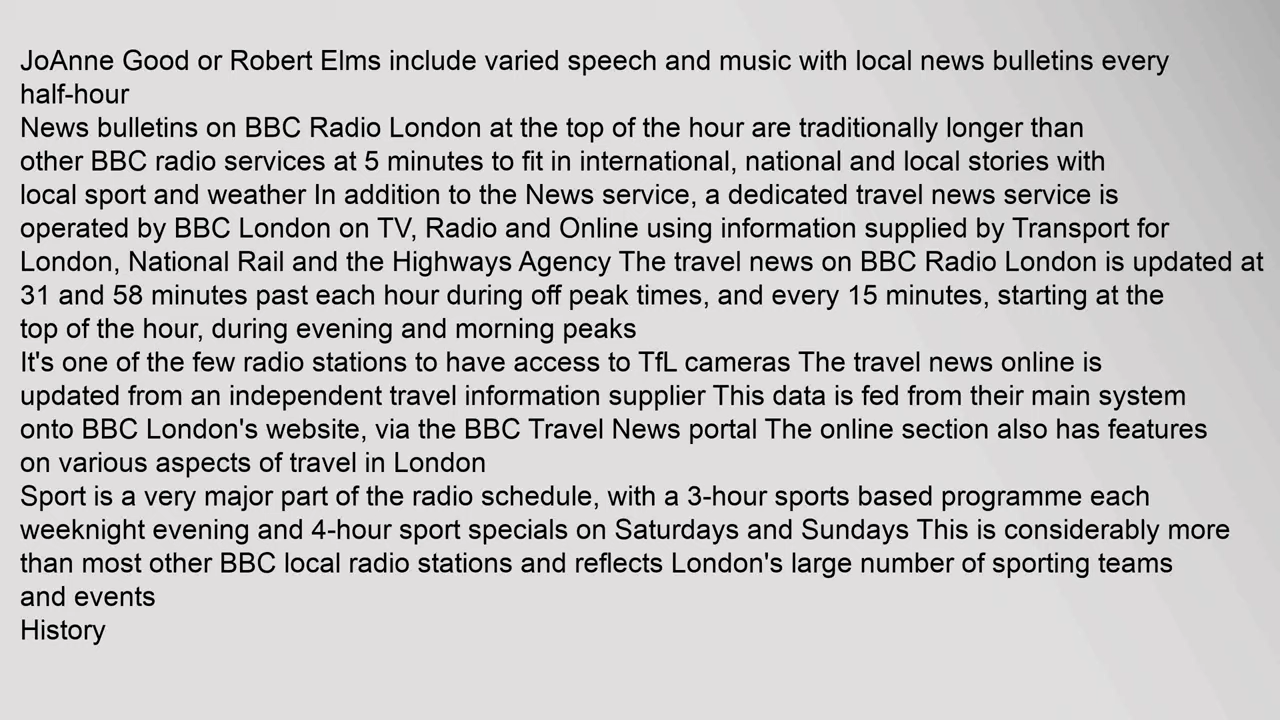 JoAnne Good or Robert Elms include varied speech and music with local news bulletins every
half-hour
News bulletins on BBC Radio London at the top of the hour are traditionally longer than
other BBC radio services at 5 minutes to fit in international, national and local stories with
local sport and weather In addition to the News service, a dedicated travel news service is
operated by BBC London on TV, Radio and Online using information supplied by Transport for
London, National Rail and the Highways Agency The travel news on BBC Radio London is updated at
31 and 58 minutes past each hour during off peak times, and every 15 minutes, starting at the
top of the hour, during evening and morning peaks
It's one of the few radio stations to have access to TfL cameras The travel news online is
updated from an independent travel information supplier This data is fed from their main system
onto BBC London's website, via the BBC Travel News portal The online section also has features
on various aspects of travel in London
Sport is a very major part of the radio schedule, with a 3-hour sports based programme each
weeknight evening and 4-hour sport specials on Saturdays and Sundays This is considerably more
than most other BBC local radio stations and reflects London's large number of sporting teams
and events
History